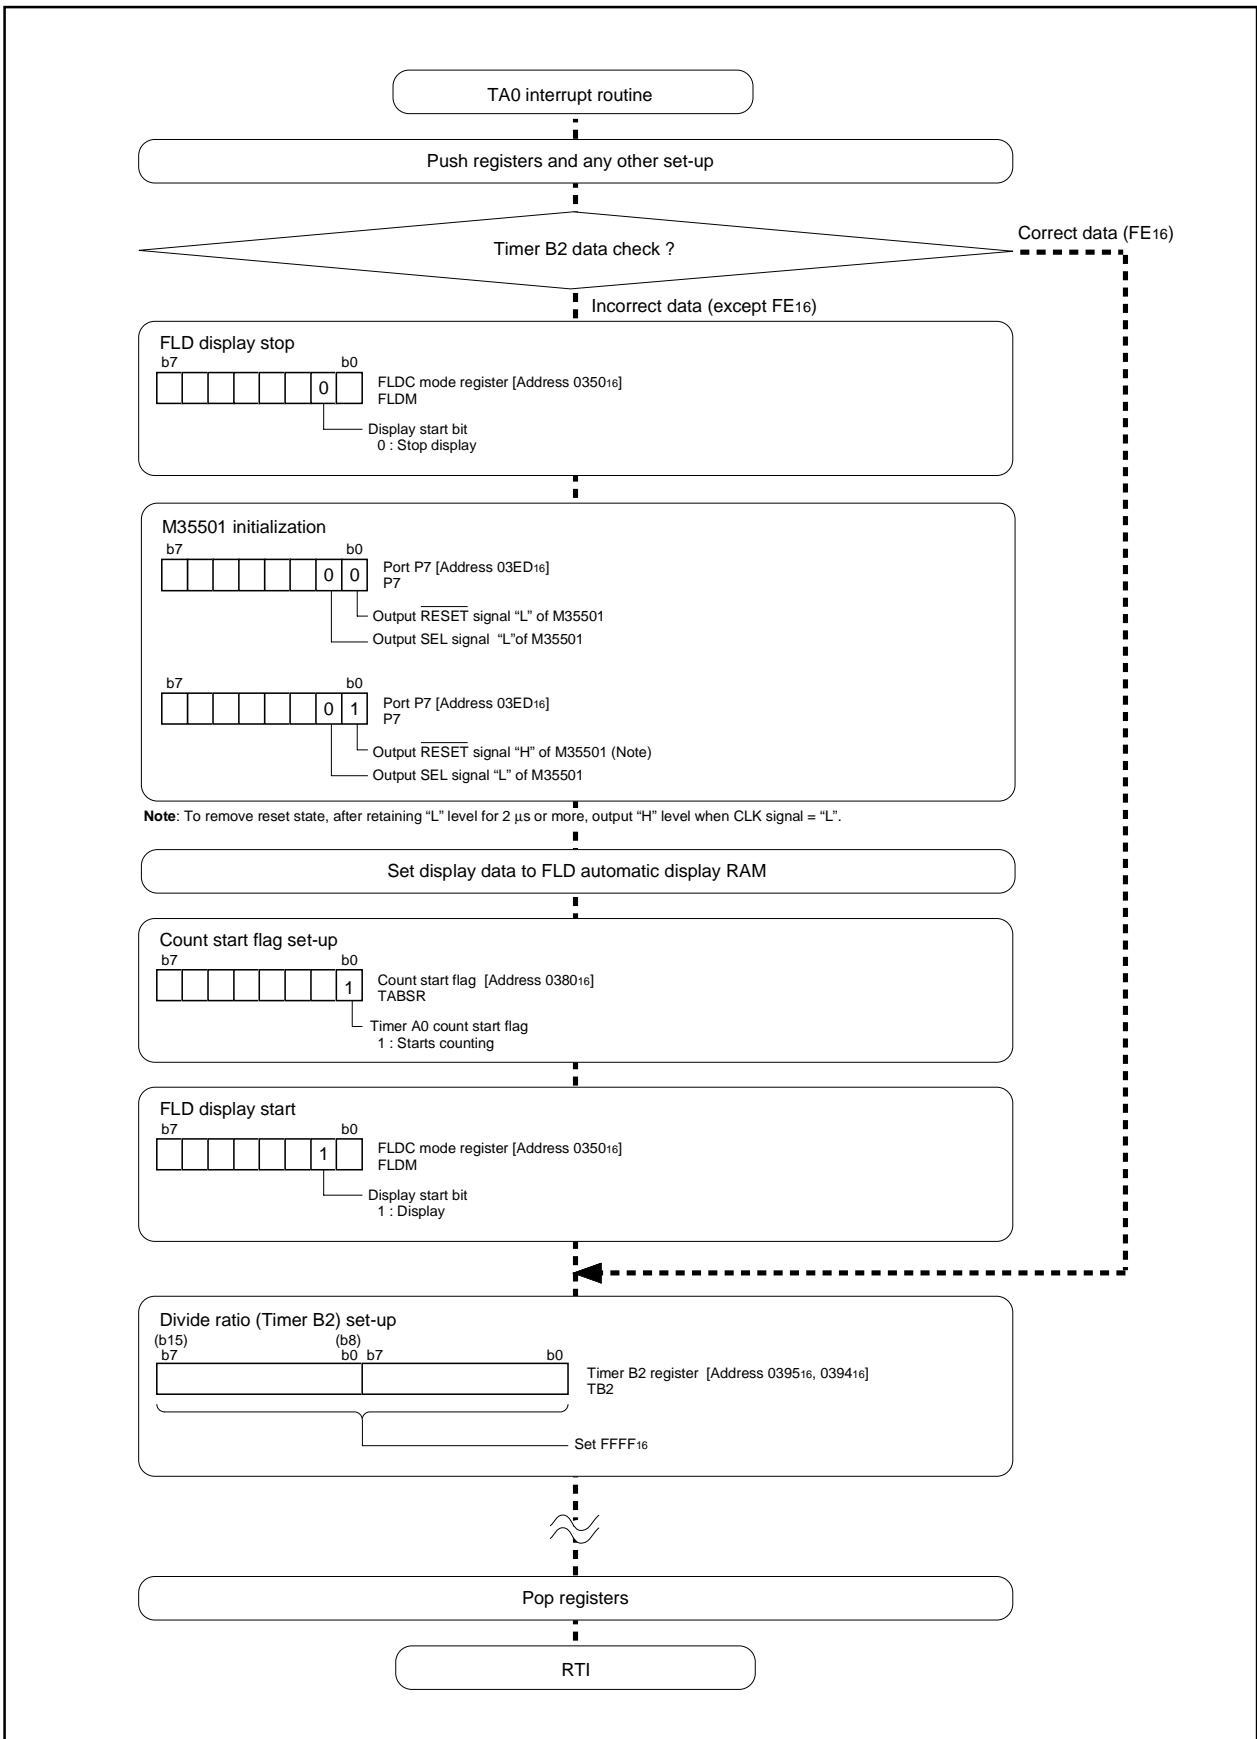 TA0 interrupt routine
Push registers and any other set-up
Timer B2 data check ?
Correct data (FE16)
Incorrect data (except FE16)
FLD display stop
b7 b0
0
FLDC mode register [Address 035016]
FLDM
Display start bit
0 : Stop display
M35501 initialization
b7 b0
0 0
Port P7 [Address 03ED16]
P7
Output RESET signal “L” of M35501
Output SEL signal “L”of M35501
b7 b0
0 1
Port P7 [Address 03ED16]
P7
Output RESET signal “H” of M35501 (Note)
Output SEL signal “L” of M35501
Note: To remove reset state, after retaining “L” level for 2 μs or more, output “H” level when CLK signal = “L”.
Set display data to FLD automatic display RAM
Count start flag set-up
b7 b0
1
Count start flag [Address 038016]
TABSR
Timer A0 count start flag
1 : Starts counting
FLD display start
b7 b0
1
FLDC mode register [Address 035016]
FLDM
Display start bit
1 : Display
Divide ratio (Timer B2) set-up
(b15) (b8)
b7 b0 b7 b0
Timer B2 register [Address 039516, 039416]
TB2
Set FFFF16
Pop registers
RTI